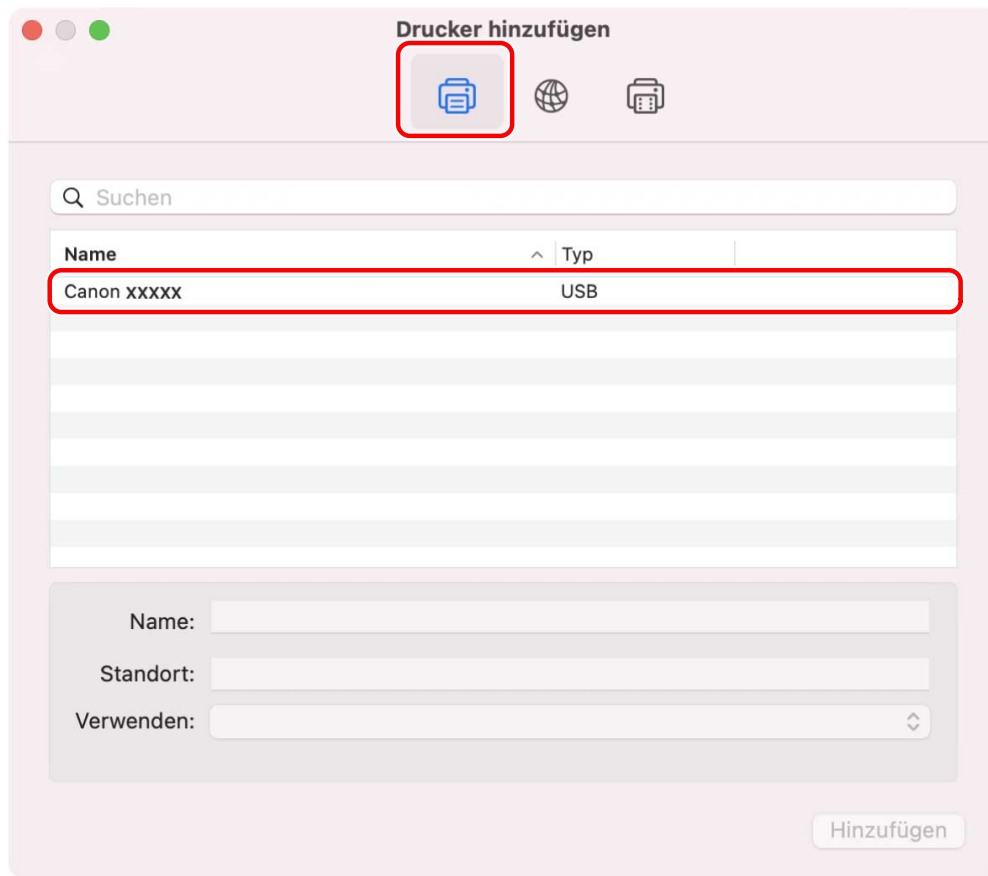 Drucker hinzufügen
Suchen
Name Typ
Canon xxxxx USB
Name:
Standort:
Verwenden:
Hinzufügen